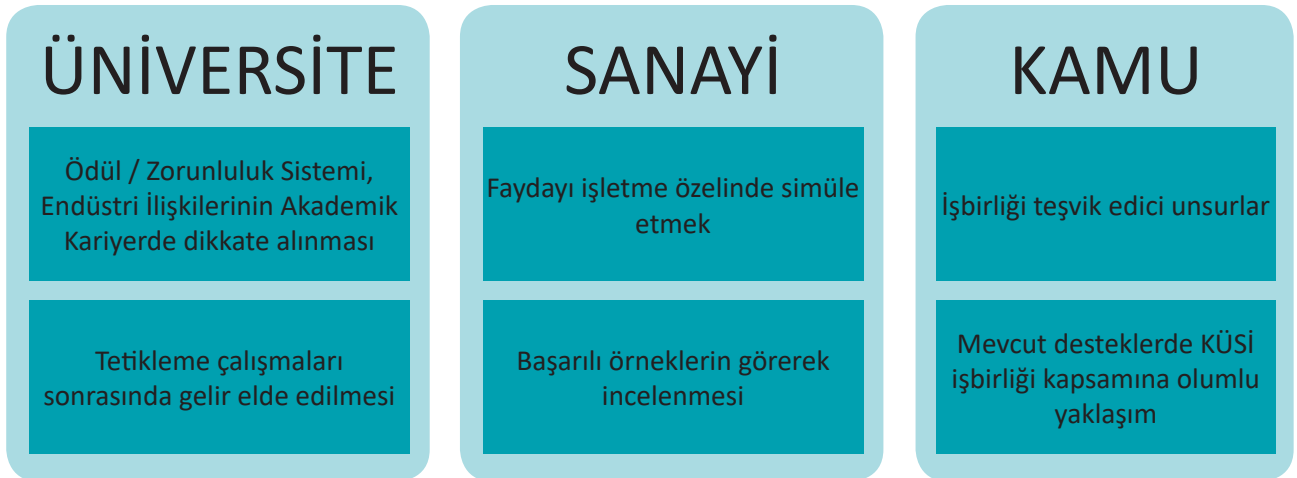 ÜNİVERSİTE
Ödül / Zorunluluk Sistemi,
Endüstri İlişkilerinin Akademik
Kariyerde dikkate alınması
Tetikleme çalışmaları
sonrasında gelir elde edilmesi
SANAYİ
Faydayı işletme özelinde simüle
etmek
Başarılı örneklerin görerek
incelenmesi
KAMU
İşbirliği teşvik edici unsurlar
Mevcut desteklerde KÜSİ
işbirliği kapsamına olumlu
yaklaşım